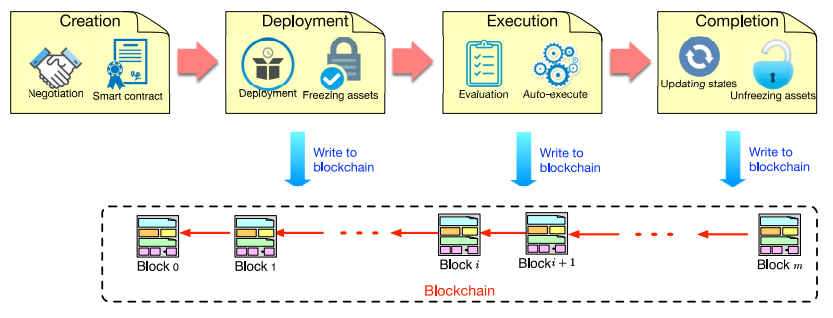 Creation
Deployment
Execution
Completion
Negotiation
Smart contract
Deployment
Freezing assets
Evaluation
Auto-execute
Updating states
Unfreezing assets
Write to
blockchain
Write to
blockchain
Write to
blockchain
Block 0
Block 1
Block i
Block i + 1
Block m
Blockchain